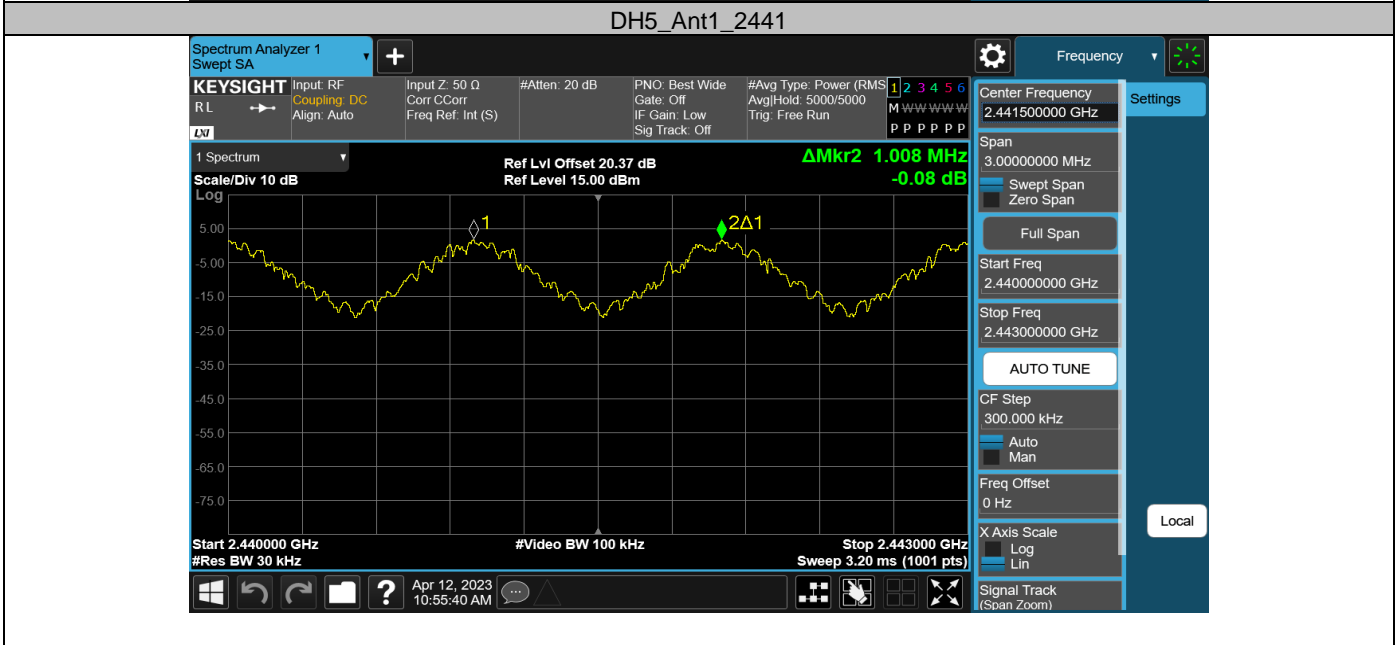 DH5_Ant1_2441
Spectrum Analyzer 1
Swept SA
Frequency
KEYSIGHT
RL
LXI
Input: RF
Coupling: DC
Align: Auto
Input Z: 50 Ω
Corr CCorr
Freq Ref: Int (S)
#Atten: 20 dB
PNO: Best Wide
Gate: Off
IF Gain: Low
Sig Track: Off
#Avg Type: Power (RMS
Avg|Hold: 5000/5000
Trig: Free Run
1 2 3 4 5 6
M W W W W W
P P P P P P
1 Spectrum
Scale/Div 10 dB
Log
Ref Lvl Offset 20.37 dB
Ref Level 15.00 dBm
ΔMkr2 1.008 MHz
-0.08 dB
1
2Δ1
5.00
-5.00
-15.0
-25.0
-35.0
-45.0
-55.0
-65.0
-75.0
Start 2.440000 GHz
#Res BW 30 kHz
#Video BW 100 kHz
Stop 2.443000 GHz
Sweep 3.20 ms (1001 pts)
Center Frequency
2.441500000 GHz
Settings
Span
3.00000000 MHz
Swept Span
Zero Span
Full Span
Start Freq
2.440000000 GHz
Stop Freq
2.443000000 GHz
AUTO TUNE
CF Step
300.000 kHz
Auto
Man
Freq Offset
0 Hz
X Axis Scale
Log
Lin
Signal Track
(Span Zoom)
Local
?
Apr 12, 2023
10:55:40 AM